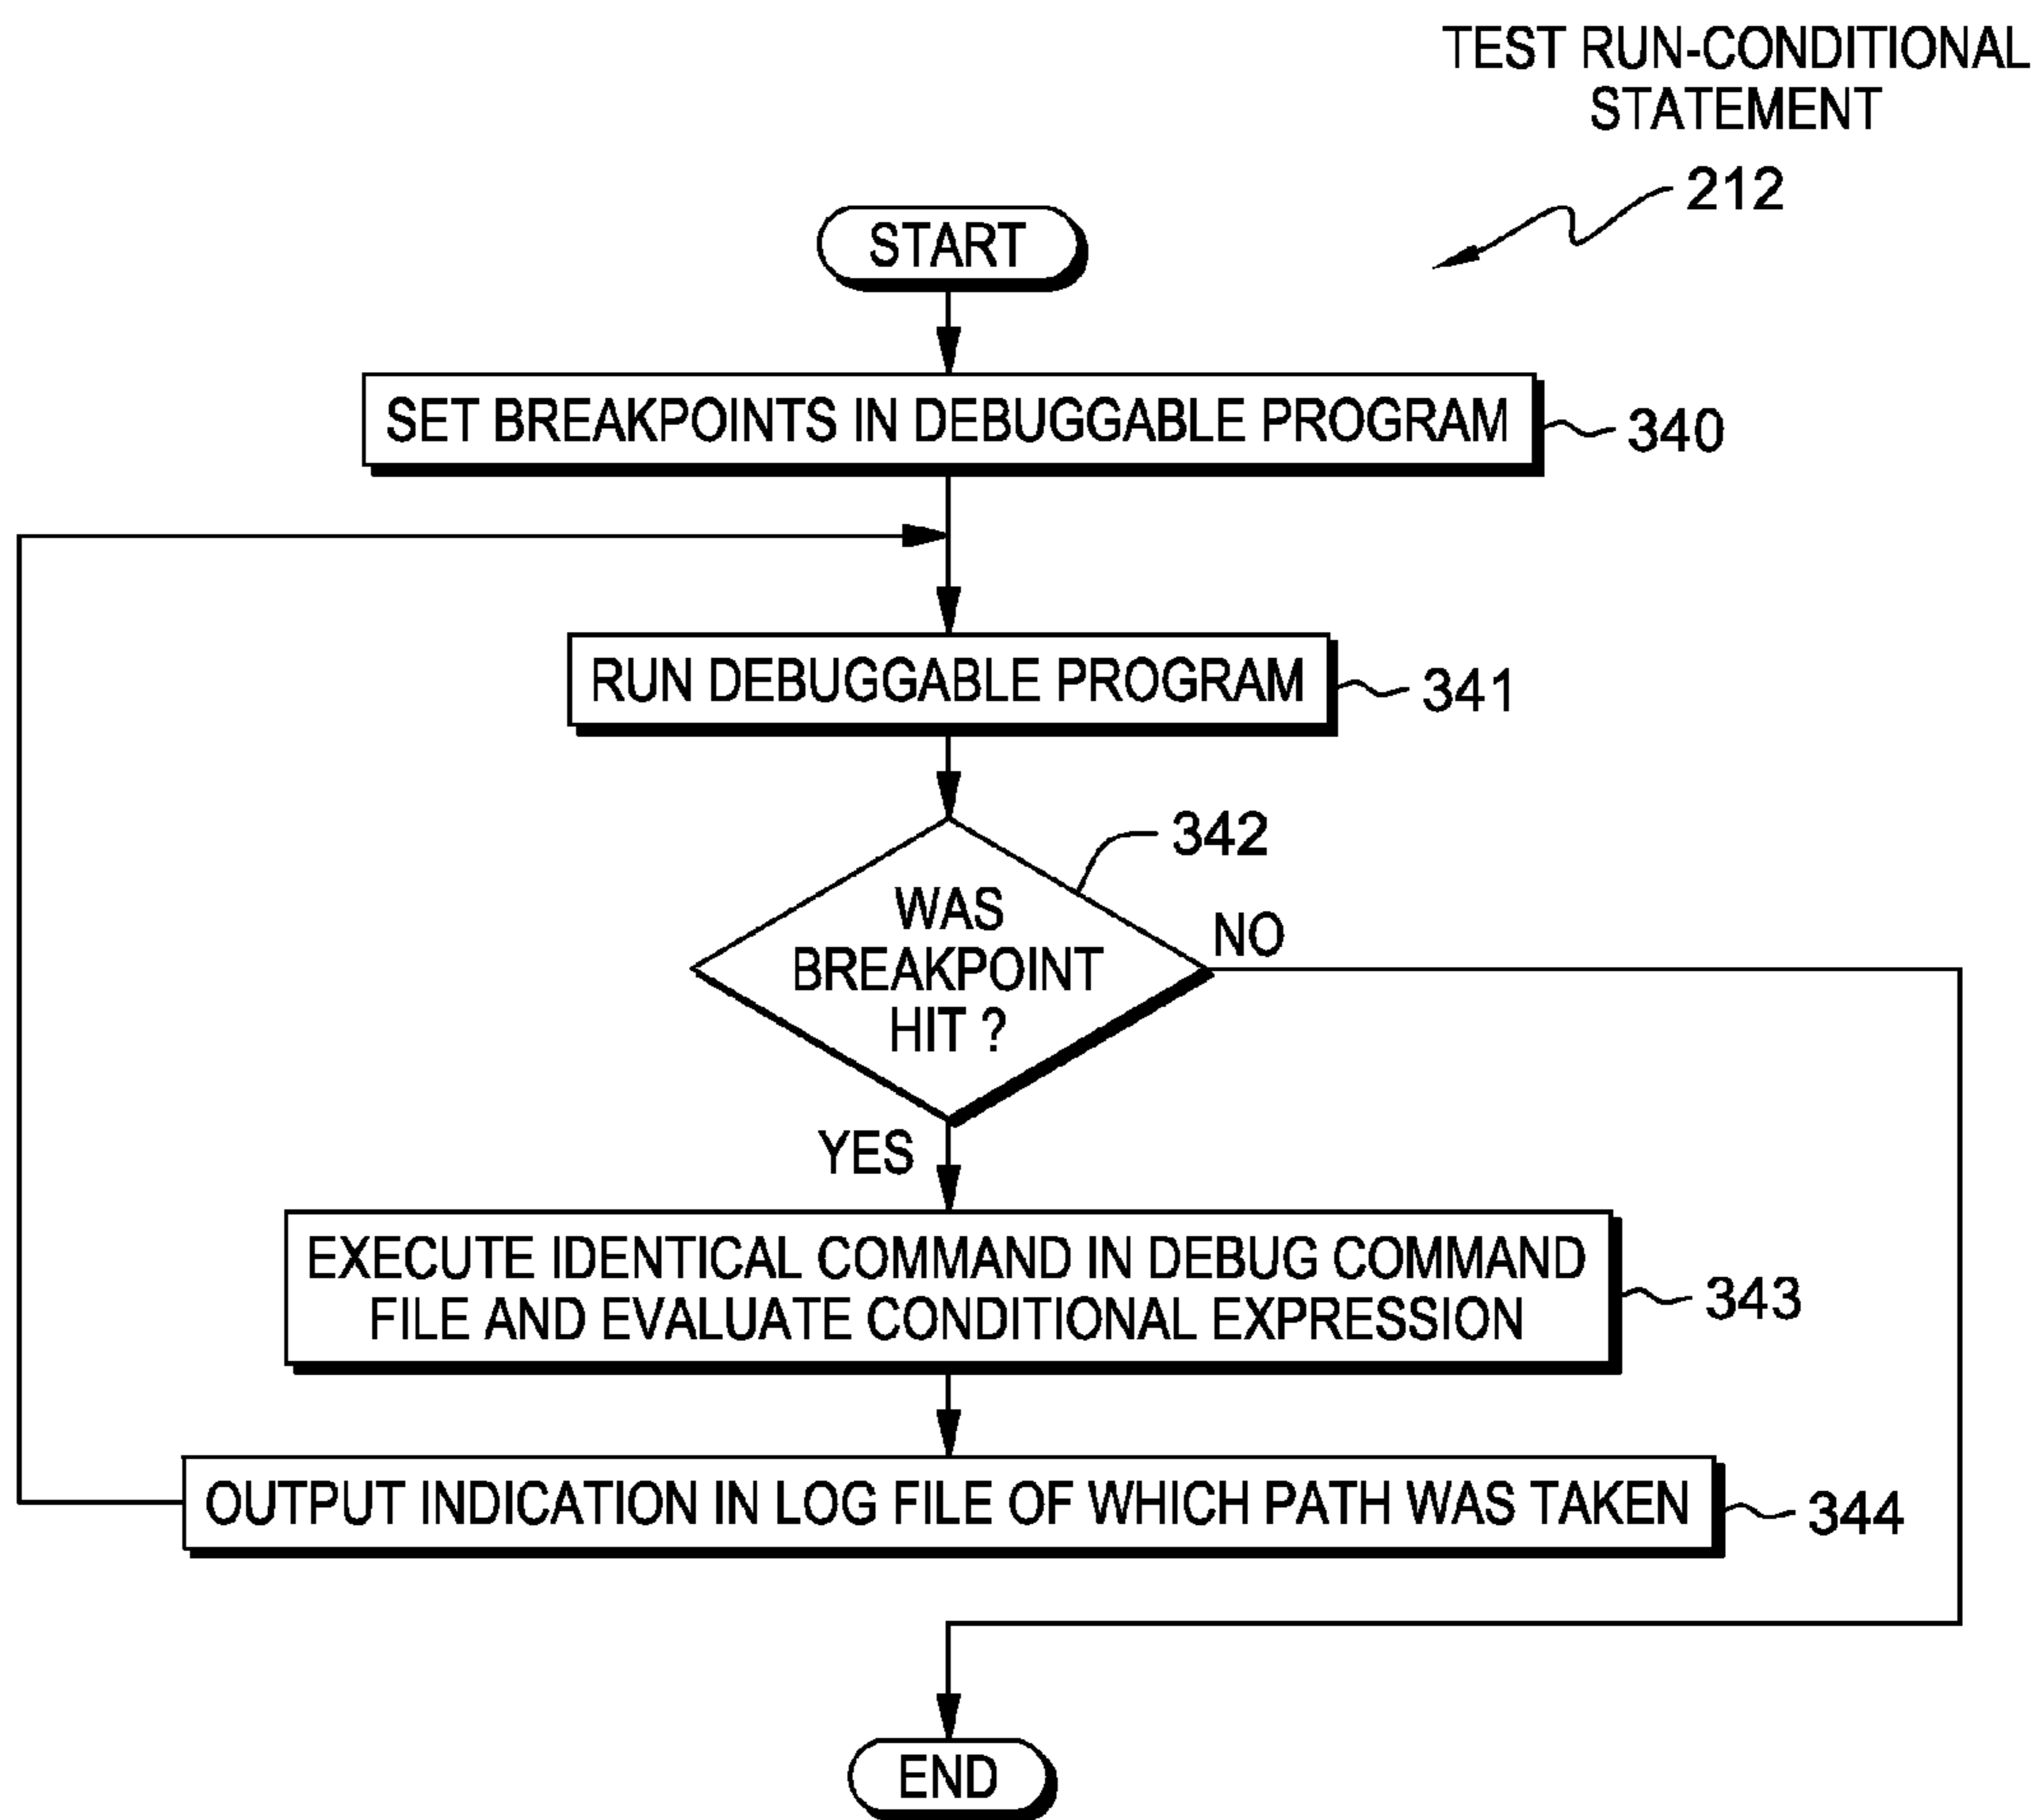 TEST RUN-CONDITIONAL
STATEMENT
212
START
SET BREAKPOINTS IN DEBUGGABLE PROGRAM
340
RUN DEBUGGABLE PROGRAM
341
342
WAS
BREAKPOINT
HIT ?
NO
YES
EXECUTE IDENTICAL COMMAND IN DEBUG COMMAND
FILE AND EVALUATE CONDITIONAL EXPRESSION
343
OUTPUT INDICATION IN LOG FILE OF WHICH PATH WAS TAKEN
344
END